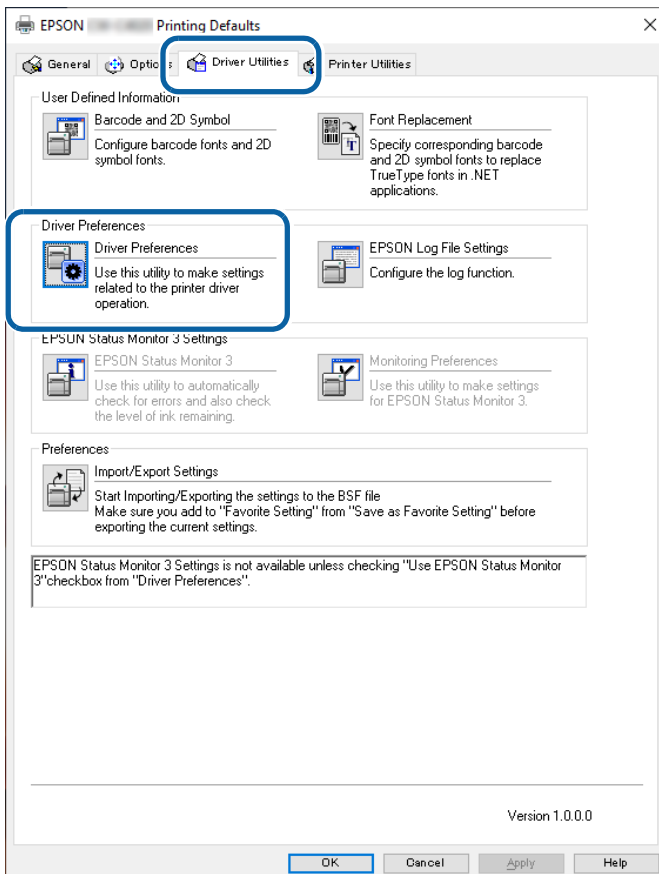 EPSON Printing Defaults
General Options Driver Utilities Printer Utilities
User Defined Information
Barcode and 2D Symbol
Configure barcode fonts and 2D
symbol fonts.
Font Replacement
Specify corresponding barcode
and 2D symbol fonts to replace
TrueType fonts in .NET
applications.
Driver Preferences
Driver Preferences
Use this utility to make settings
related to the printer driver
operation.
EPSON Log File Settings
Configure the log function.
EPSON Status Monitor 3 Settings
EPSON Status Monitor 3
Use this utility to automatically
check for errors and also check
the level of ink remaining.
Monitoring Preferences
Use this utility to make settings
for EPSON Status Monitor 3.
Preferences
Import/Export Settings
Start Importing/Exporting the settings to the BSF file
Make sure you add to "Favorite Setting" from "Save as Favorite Setting" before
exporting the current settings.
EPSON Status Monitor 3 Settings is not available unless checking "Use EPSON Status Monitor
3"checkbox from "Driver Preferences".
Version 1.0.0.0
OK Cancel Apply Help